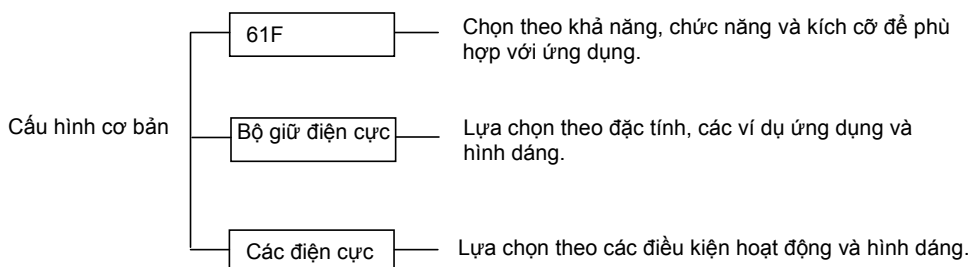 61F
Chọn theo khả năng, chức năng và kích cỡ để phù
hợp với ứng dụng.
Cấu hình cơ bản
Bộ giữ điện cực
Lựa chọn theo đặc tính, các ví dụ ứng dụng và
hình dáng.
Các điện cực
Lựa chọn theo các điều kiện hoạt động và hình dáng.